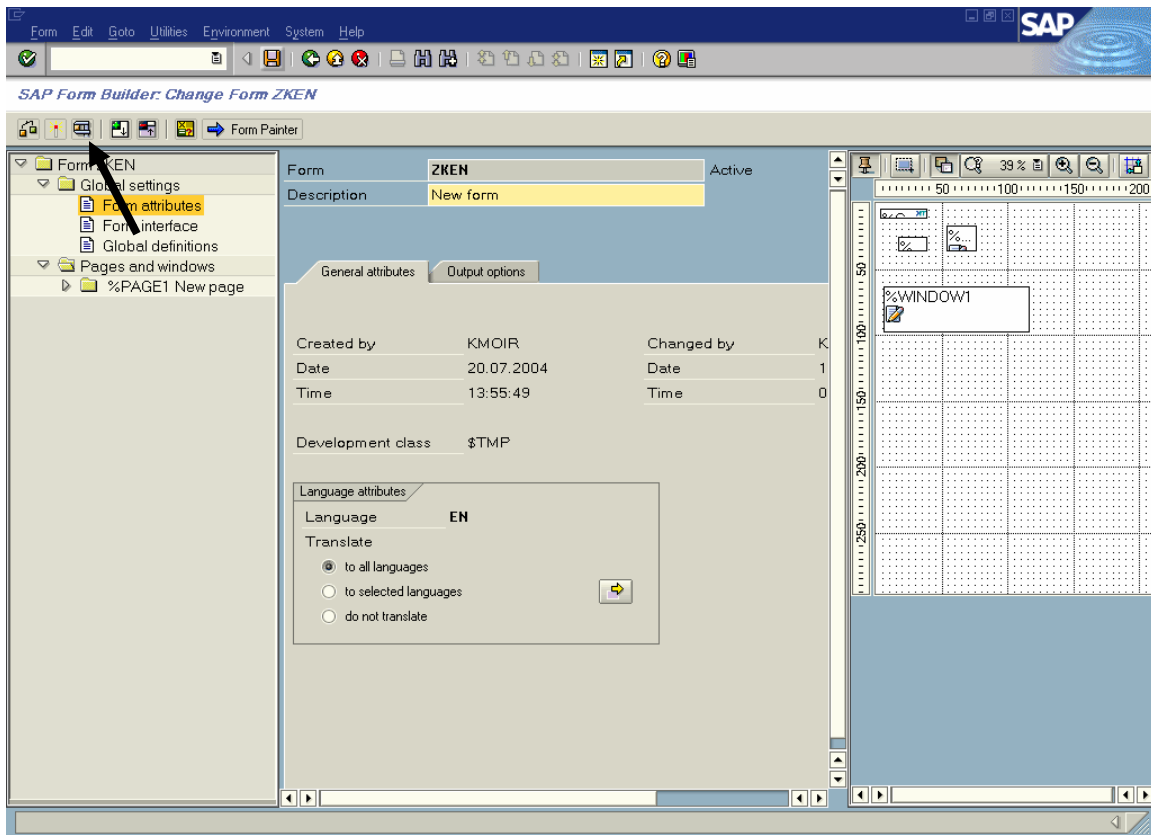 Form Edit Goto Utilities Environment System Help
SAP
SAP Form Builder: Change Form ZKEN
Form Painter
Form ZKEN
Global settings
Form attributes
Form interface
Global definitions
Pages and windows
%PAGE1 New page
Form ZKEN Active
Description New form
General attributes Output options
Created by KMOIR Changed by K
Date 20.07.2004 Date 1
Time 13:55:49 Time 0
Development class $TMP
Language attributes
Language EN
Translate
to all languages
to selected languages
do not translate
39 %
50 100 150 200
%...
%WINDOW1
50
100
150
200
250